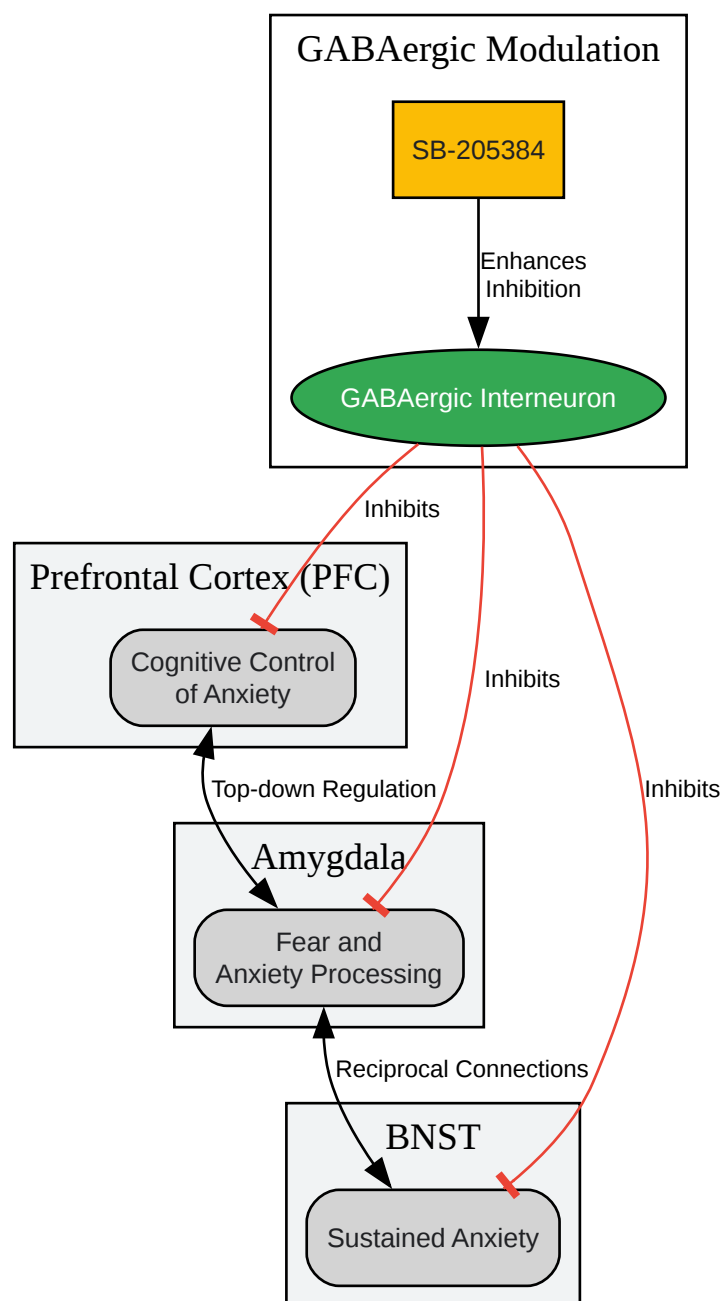 GABAergic Modulation
SB-205384
Enhances
Inhibition
GABAergic Interneuron
Inhibits
Prefrontal Cortex (PFC)
Cognitive Control
of Anxiety
Inhibits
Top-down Regulation
Inhibits
Amygdala
Fear and
Anxiety Processing
Reciprocal Connections
BNST
Sustained Anxiety